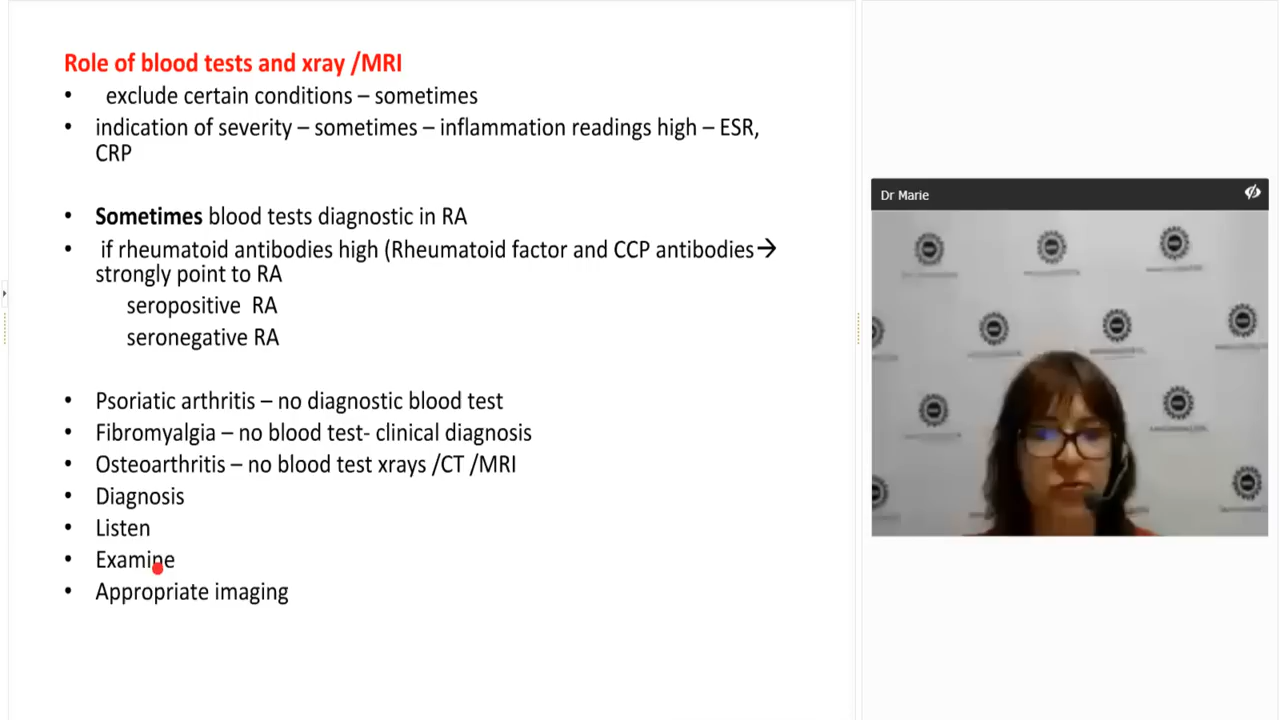 Role of blood tests and xray /MRI
• exclude certain conditions – sometimes
• indication of severity – sometimes – inflammation readings high – ESR,
CRP
• Sometimes blood tests diagnostic in RA
• if rheumatoid antibodies high (Rheumatoid factor and CCP antibodies→
strongly point to RA
seropositive RA
seronegative RA
• Psoriatic arthritis – no diagnostic blood test
• Fibromyalgia – no blood test- clinical diagnosis
• Osteoarthritis – no blood test xrays /CT /MRI
• Diagnosis
• Listen
• Examine
• Appropriate imaging
Dr Marie